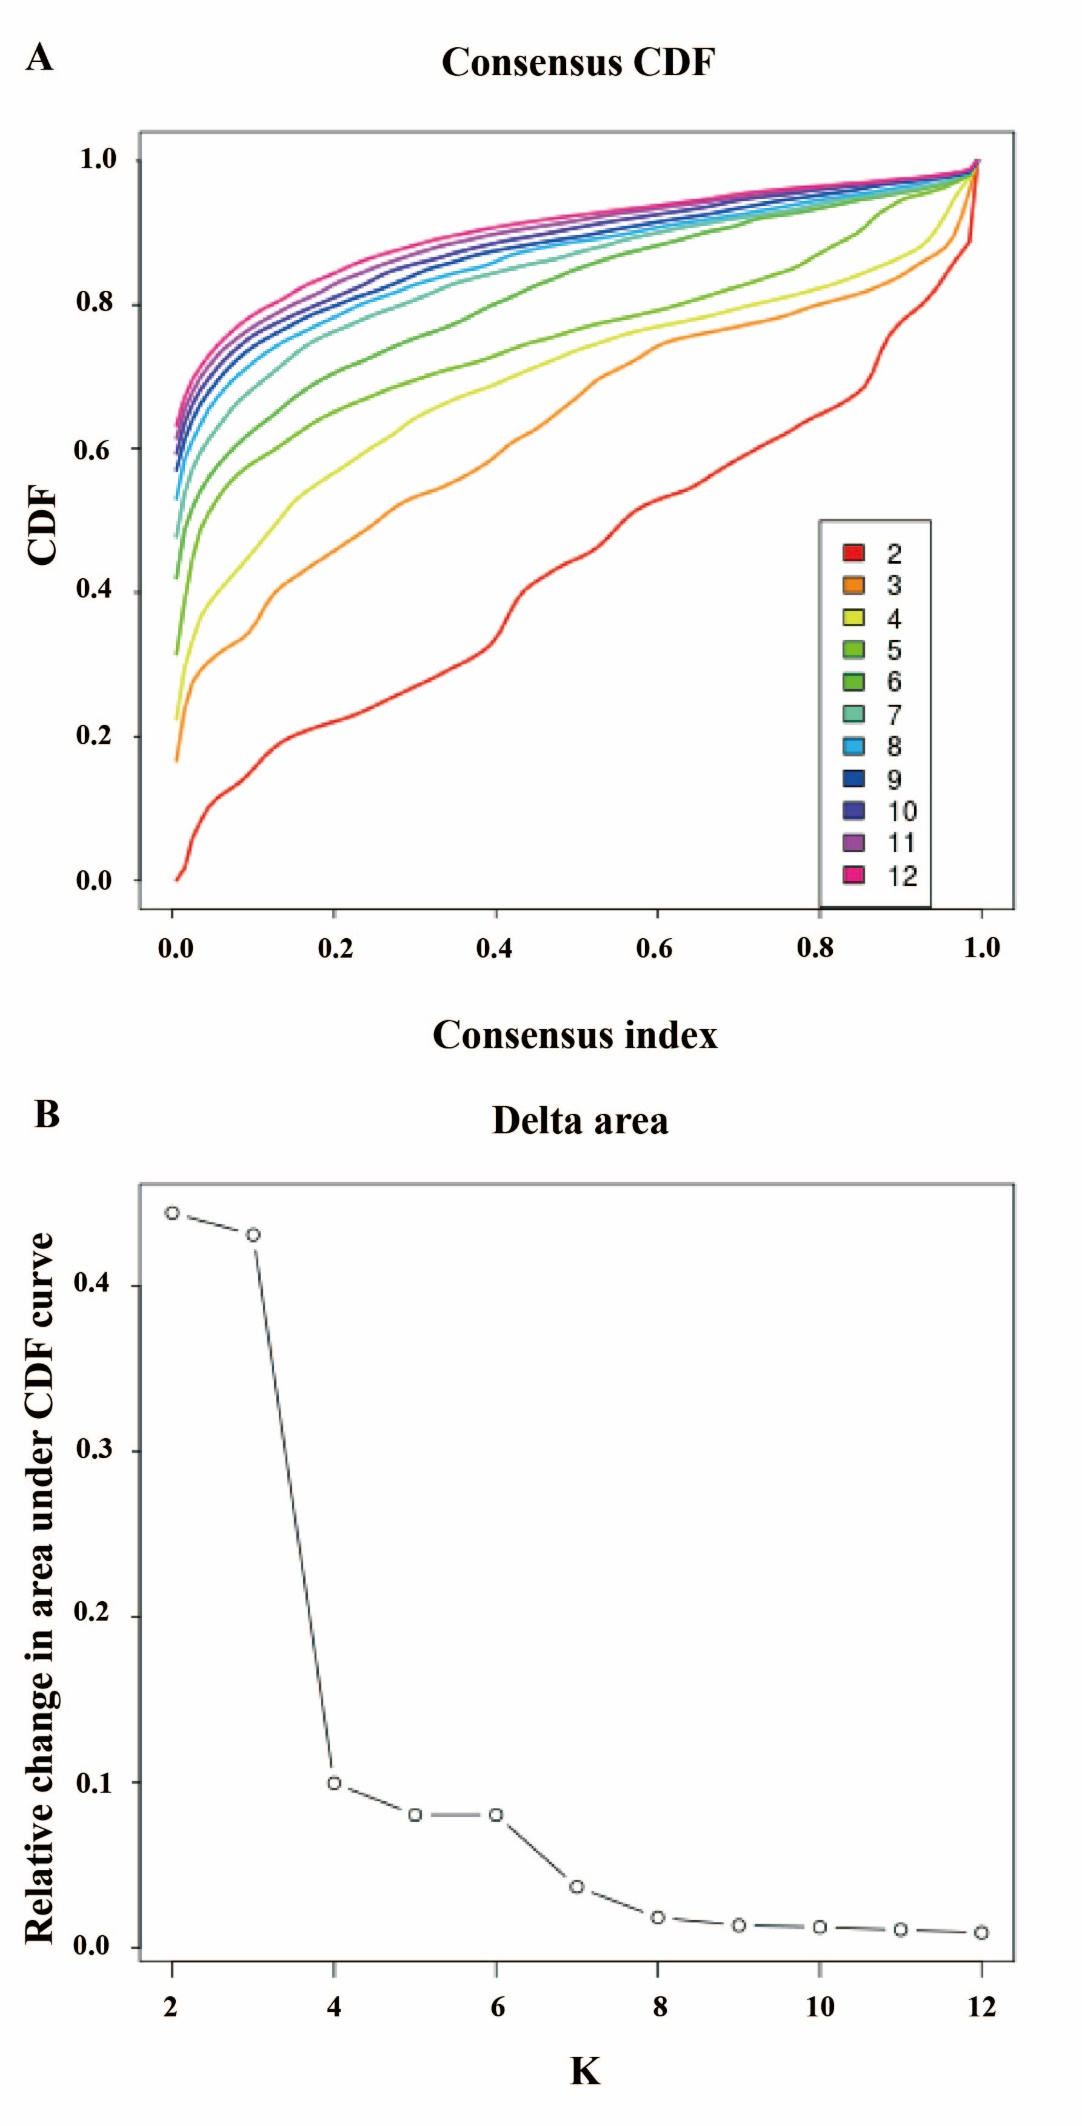 A
Consensus CDF
1.0
0.8
0.6
0.4
0.2
0.0
CDF
2
3
4
5
6
7
8
9
10
11
12
0.0 0.2 0.4 0.6 0.8 1.0
Consensus index
B
Delta area
0.4
0.3
0.2
0.1
0.0
Relative change in area under CDF curve
2 4 6 8 10 12
K